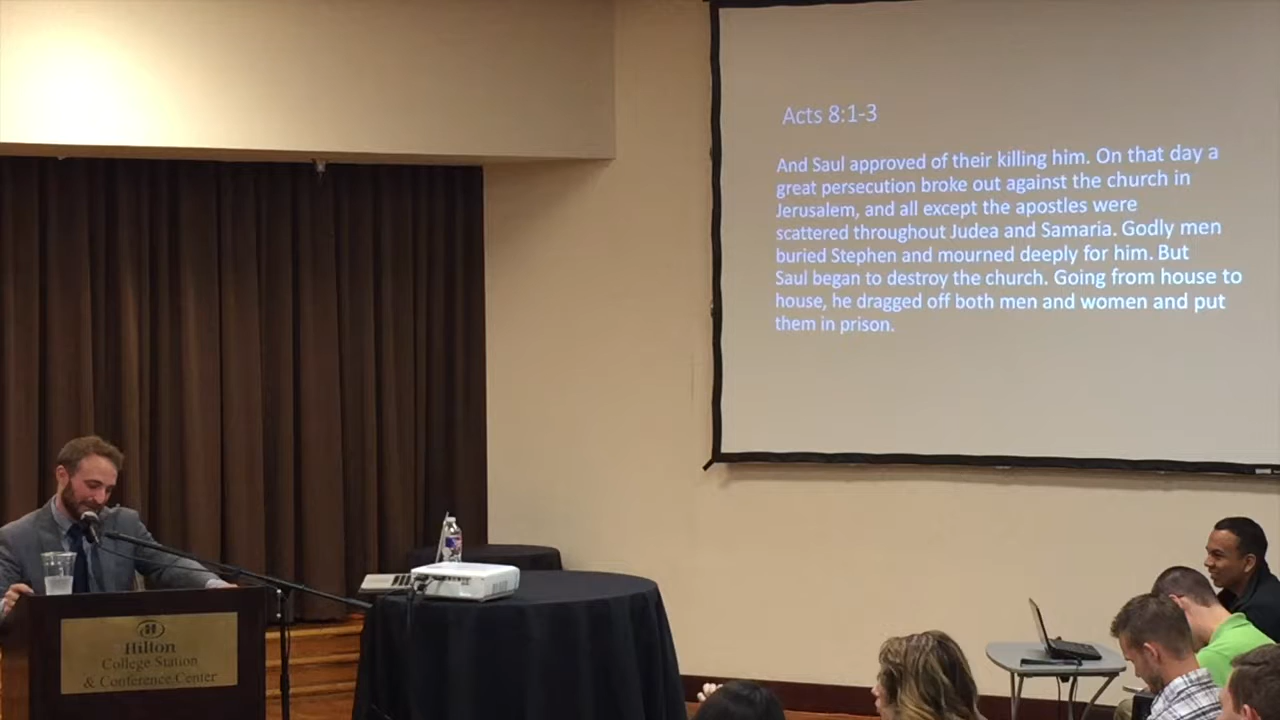 Acts 8:1-3
And Saul approved of their killing him. On that day a
great persecution broke out against the church in
Jerusalem, and all except the apostles were
scattered throughout Judea and Samaria. Godly men
buried Stephen and mourned deeply for him. But
Saul began to destroy the church. Going from house to
house, he dragged off both men and women and put
them in prison.
Hilton
College Station
& Conference Center